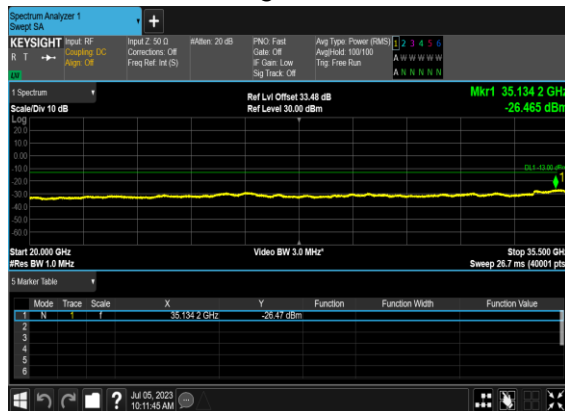 Spectrum Analyzer 1
Swept SA
+
KEYSIGHT Input: RF Input Z: 50 Ω #Atten: 20 dB PNO: Fast Avg Type: Power (RMS) 1 2 3 4 5 6
R T Coupling: DC Corrections: Off Gate: Off Avg|Hold: 100/100 A W W W W W
Align: Off Freq Ref: Int (S) IF Gain: Low Trig: Free Run
LW Sig Track: Off A N N N N N
1 Spectrum Ref Lvl Offset 33.48 dB Mkr1 35.134 2 GHz
Scale/Div 10 dB Ref Level 30.00 dBm -26.465 dBm
Log
20.0
10.0
0.00
-10.0 DL1 -13.00 dBm
1
-20.0
-30.0
-40.0
-50.0
-60.0
Start 20.000 GHz Video BW 3.0 MHz* Stop 35.500 GHz
#Res BW 1.0 MHz Sweep 26.7 ms (40001 pts)
5 Marker Table
Mode Trace Scale X Y Function Function Width Function Value
1 N 1 f 35.134 2 GHz -26.47 dBm
2
3
4
5
6
? Jul 05, 2023
10:11:45 AM